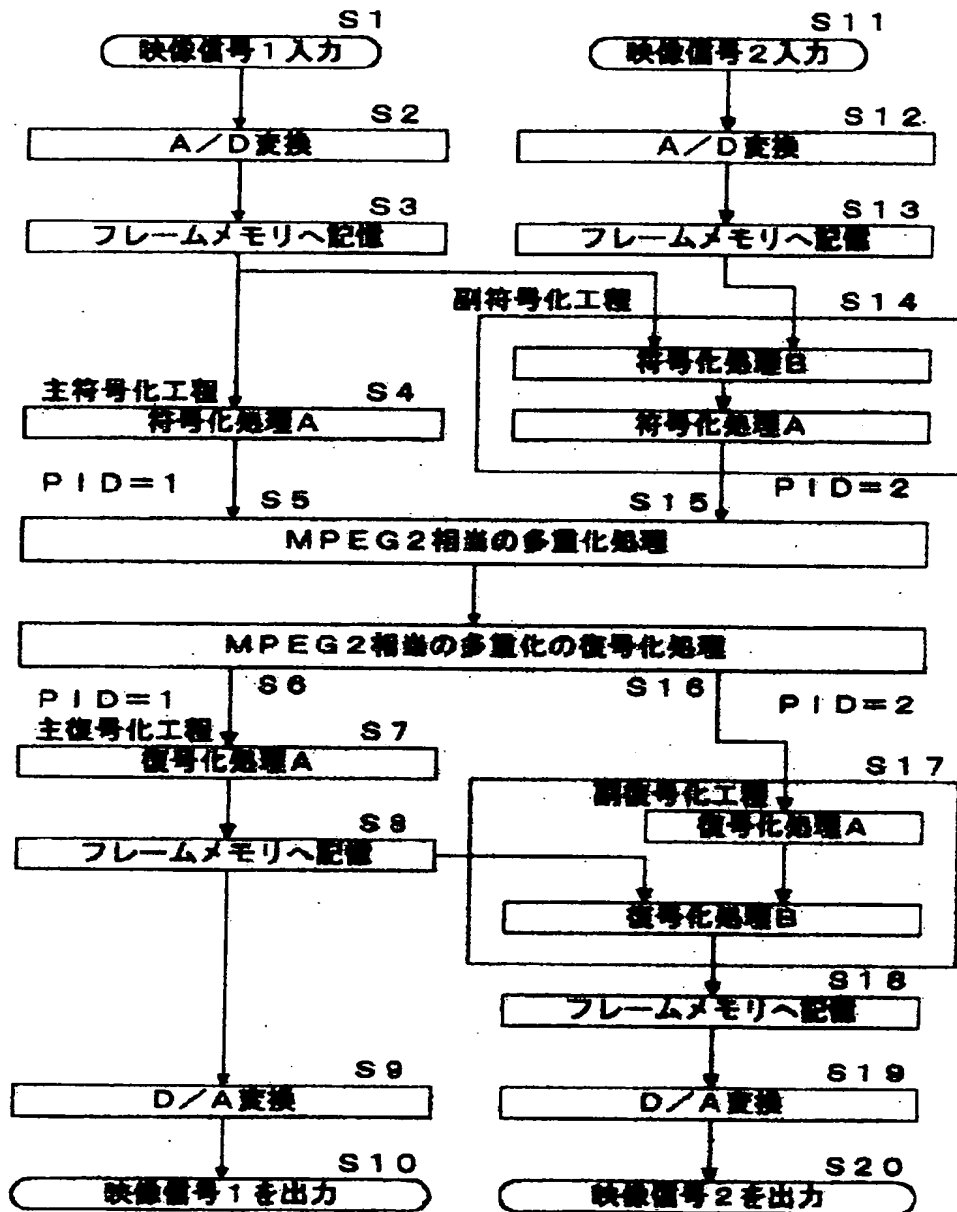 S1
映像信号1入力
S11
映像信号2入力
S2
A/D変換
S12
A/D変換
S3
フレームメモリへ記憶
S13
フレームメモリへ記憶
副符号化工程
S14
符号化処理B
主符号化工程
S4
符号化処理A
符号化処理A
PID=1
S5
S15
PID=2
MPEG2相当の多重化処理
MPEG2相当の多重化の復号化処理
PID=1
S6
S16
PID=2
主復号化工程
S7
復号化処理A
S17
副復号化工程
復号化処理A
S8
フレームメモリへ記憶
復号化処理B
S18
フレームメモリへ記憶
S9
D/A変換
S19
D/A変換
S10
映像信号1を出力
S20
映像信号2を出力